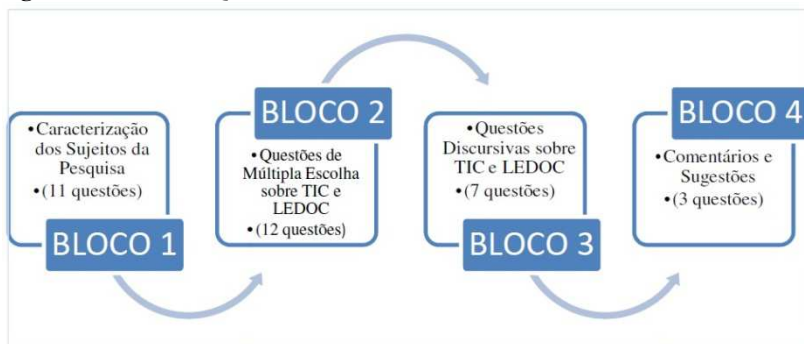 •Caracterização
dos Sujeitos da
Pesquisa
•(11 questões)
BLOCO 1
BLOCO 2
•Questões de
Múltipla Escolha
sobre TIC e
LEDOC
•(12 questões)
•Questões
Discursivas sobre
TIC e LEDOC
•(7 questões)
BLOCO 3
BLOCO 4
•Comentários e
Sugestões
•(3 questões)